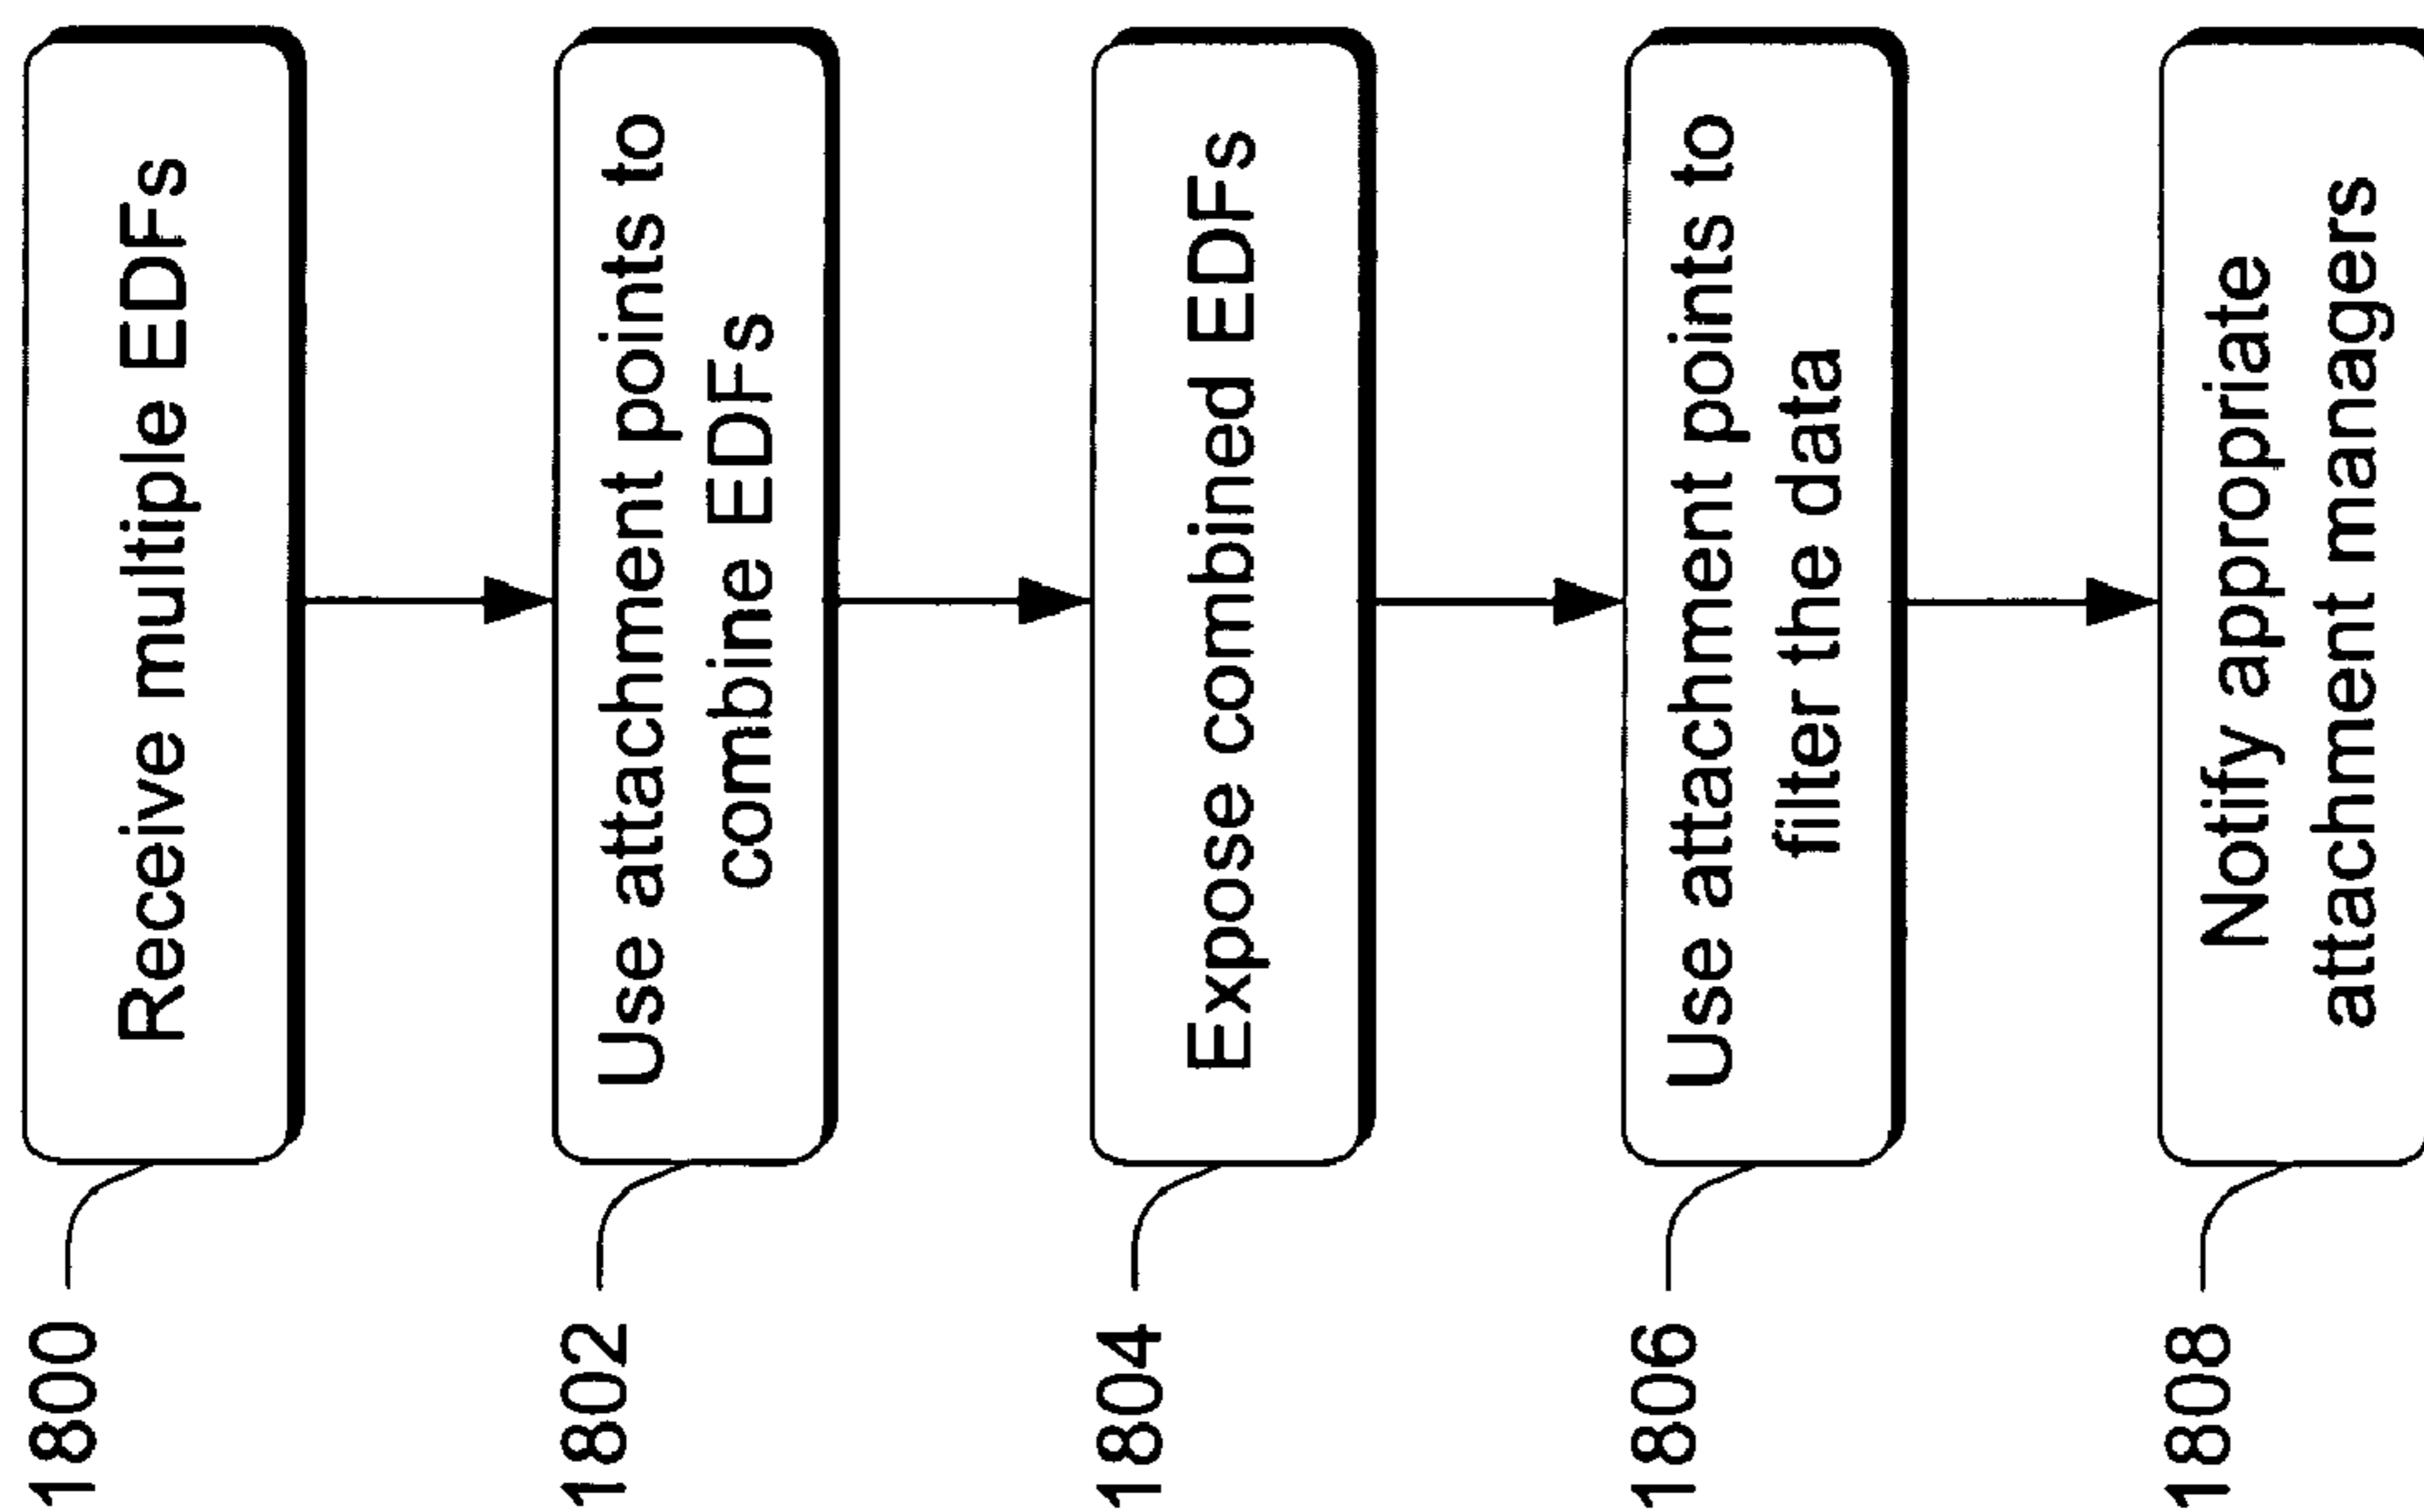 1800
Receive multiple EDFs
1802
Use attachment points to
combine EDFs
1804
Expose combined EDFs
1806
Use attachment points to
filter the data
1808
Notify appropriate
attachment managers